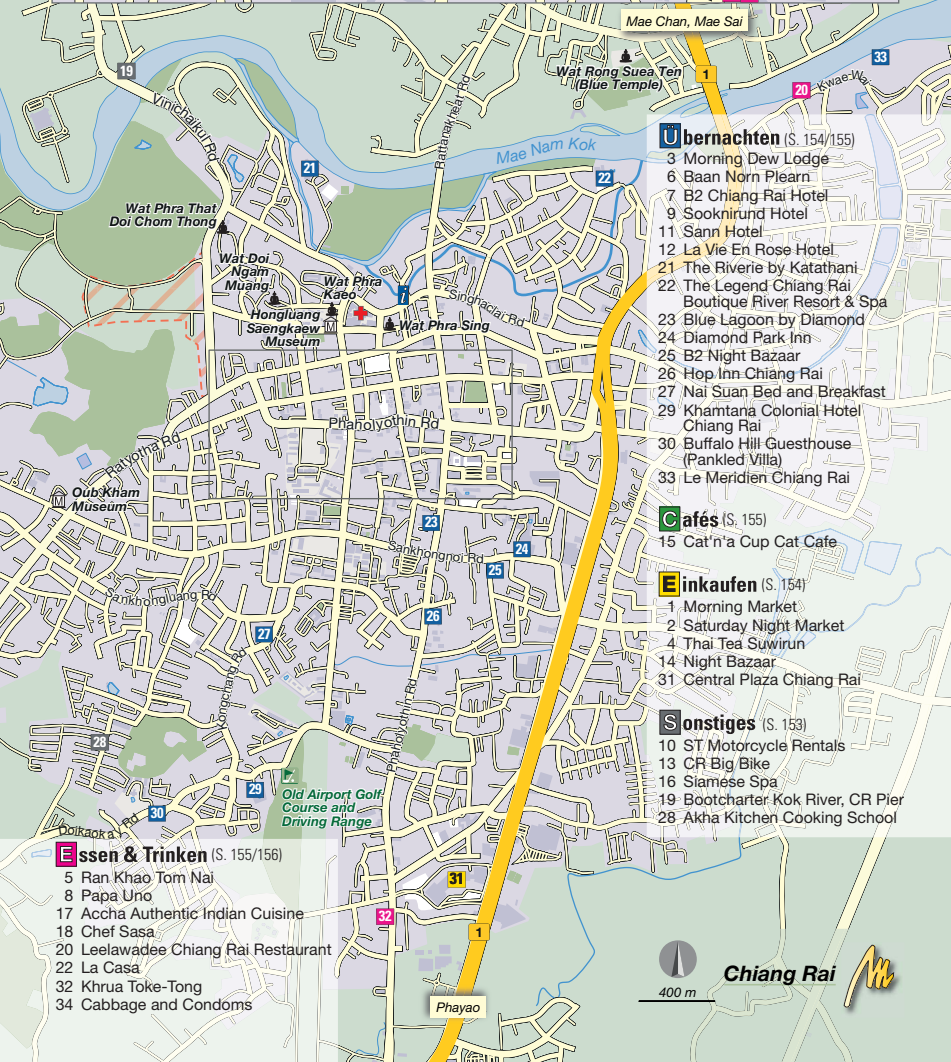 Mae Chan, Mae Sai
1
33
19
Wat Rong Suea Ten
(Blue Temple)
20
Kwae Wai
Vinichaikul Rd
Rattanakheat Rd
Mae Nam Kok
21
22
Wat Phra That
Doi Chom Thong
Wat Doi
Ngam
Muang
Wat Phra
Kaeo
i
Singhaclai Rd
Hongluang
Saengkaew
Museum
M
Wat Phra Sing
Phaholyothin Rd
Ratyotha Rd
M
Oub Kham
Museum
23
Sankhongnoi Rd
24
25
Sankhongluang Rd
26
27
Phaholyothin Rd
28
29
Old Airport Golf
Course and
Driving Range
30
Doikaoka Rd
31
32
1
Phayao
Übernachten (S. 154/155)
3 Morning Dew Lodge
6 Baan Norn Plearn
7 B2 Chiang Rai Hotel
9 Sooknirund Hotel
11 Sann Hotel
12 La Vie En Rose Hotel
21 The Riverie by Katathani
22 The Legend Chiang Rai
Boutique River Resort & Spa
23 Blue Lagoon by Diamond
24 Diamond Park Inn
25 B2 Night Bazaar
26 Hop Inn Chiang Rai
27 Nai Suan Bed and Breakfast
29 Khamtana Colonial Hotel
Chiang Rai
30 Buffalo Hill Guesthouse
(Pankled Villa)
33 Le Meridien Chiang Rai
Cafés (S. 155)
15 Cat'n'a Cup Cat Cafe
Einkaufen (S. 154)
1 Morning Market
2 Saturday Night Market
4 Thai Tea Suwirun
14 Night Bazaar
31 Central Plaza Chiang Rai
Sonstiges (S. 153)
10 ST Motorcycle Rentals
13 CR Big Bike
16 Siamese Spa
19 Bootcharter Kok River, CR Pier
28 Akha Kitchen Cooking School
Essen & Trinken (S. 155/156)
5 Ran Khao Tom Nai
8 Papa Uno
17 Accha Authentic Indian Cuisine
18 Chef Sasa
20 Leelawadee Chiang Rai Restaurant
22 La Casa
32 Khrua Toke-Tong
34 Cabbage and Condoms
400 m
Chiang Rai